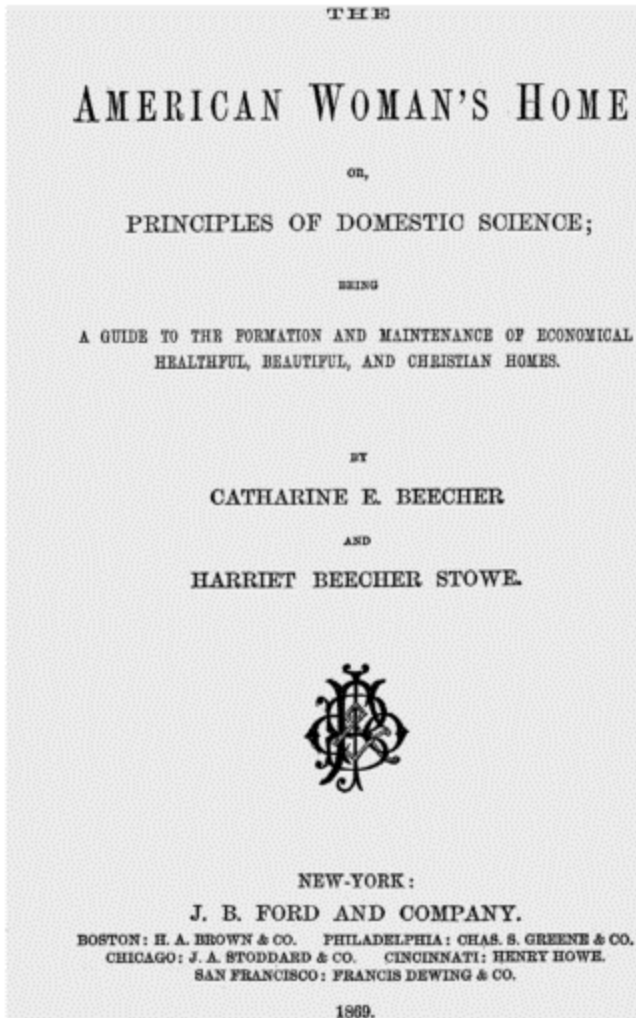 THE
AMERICAN WOMAN'S HOME
OR,
PRINCIPLES OF DOMESTIC SCIENCE;
BEING
A GUIDE TO THE FORMATION AND MAINTENANCE OF ECONOMICAL
HEALTHFUL, BEAUTIFUL, AND CHRISTIAN HOMES.
BY
CATHARINE E. BEECHER
AND
HARRIET BEECHER STOWE.
NEW-YORK:
J. B. FORD AND COMPANY.
BOSTON: H. A. BROWN & CO. PHILADELPHIA: CHAS. S. GREENE & CO.
CHICAGO: J. A. STODDARD & CO. CINCINNATI: HENRY HOWE.
SAN FRANCISCO: FRANCIS DEWING & CO.
1869.